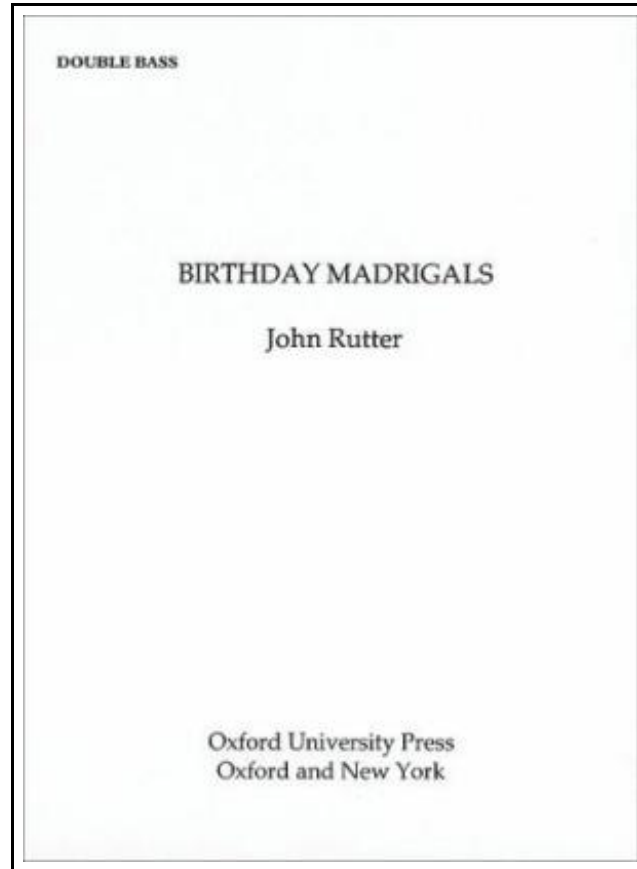 DOUBLE BASS
BIRTHDAY MADRIGALS
John Rutter
Oxford University Press
Oxford and New York